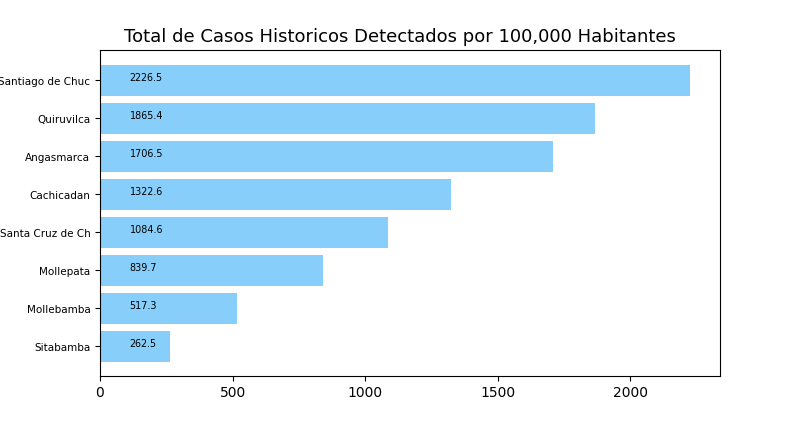 Total de Casos Historicos Detectados por 100,000 Habitantes
Santiago de Chuc 2226.5
Quiruvilca 1865.4
Angasmarca 1706.5
Cachicadan 1322.6
Santa Cruz de Ch 1084.6
Mollepata 839.7
Mollebamba 517.3
Sitabamba 262.5
0 500 1000 1500 2000